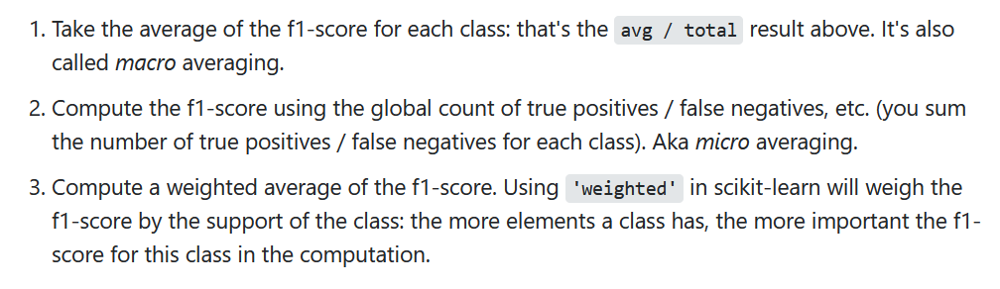 1. Take the average of the f1-score for each class: that's the avg / total result above. It's also
called macro averaging.
2. Compute the f1-score using the global count of true positives / false negatives, etc. (you sum
the number of true positives / false negatives for each class). Aka micro averaging.
3. Compute a weighted average of the f1-score. Using 'weighted' in scikit-learn will weigh the
f1-score by the support of the class: the more elements a class has, the more important the f1-
score for this class in the computation.